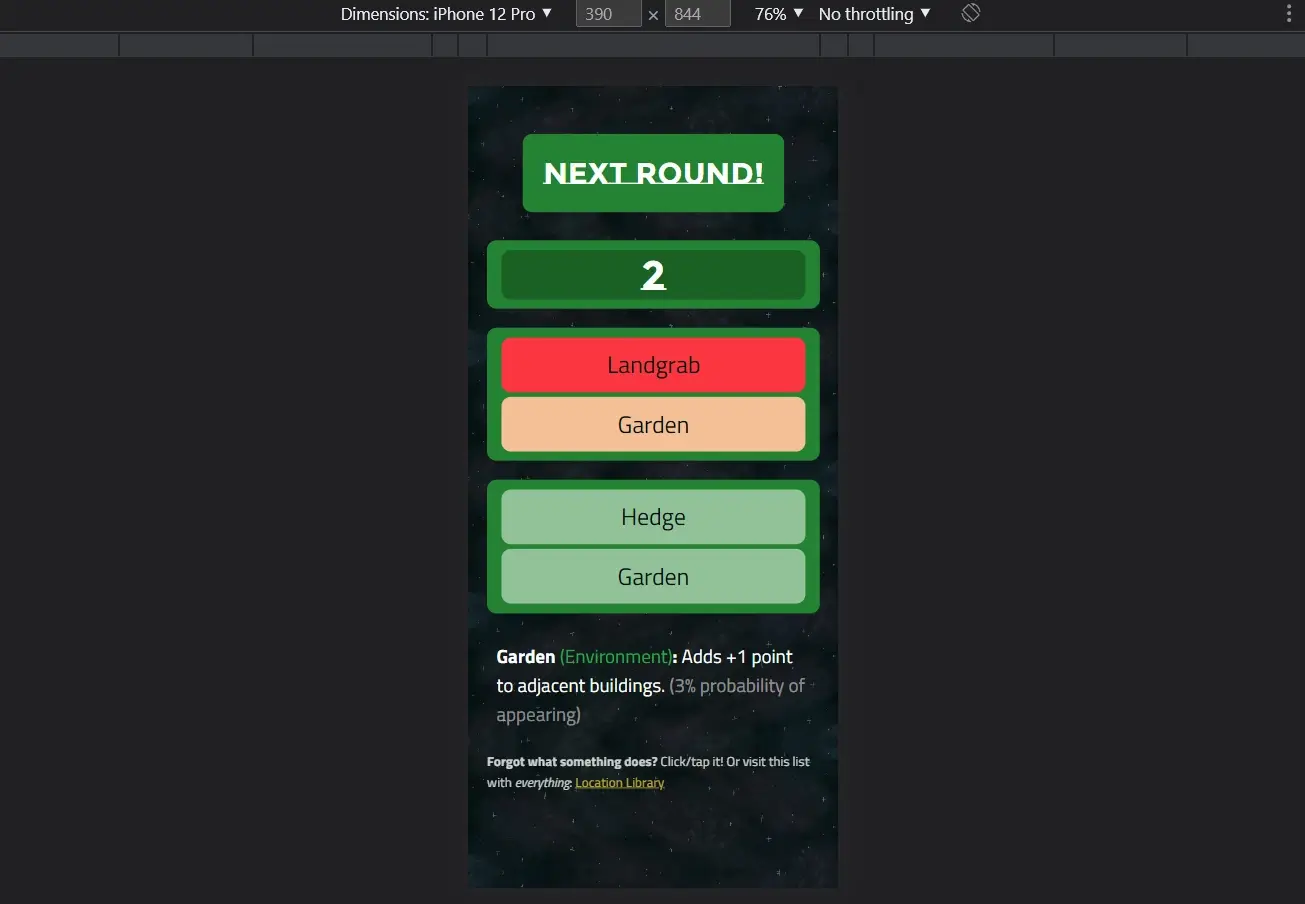 Dimensions: iPhone 12 Pro ▼ 390 × 844 76% ▼ No throttling ▼
NEXT ROUND!
2
Landgrab
Garden
Hedge
Garden
Garden (Environment): Adds +1 point
to adjacent buildings. (3% probability of
appearing)
Forgot what something does? Click/tap it! Or visit this list
with everything: Location Library